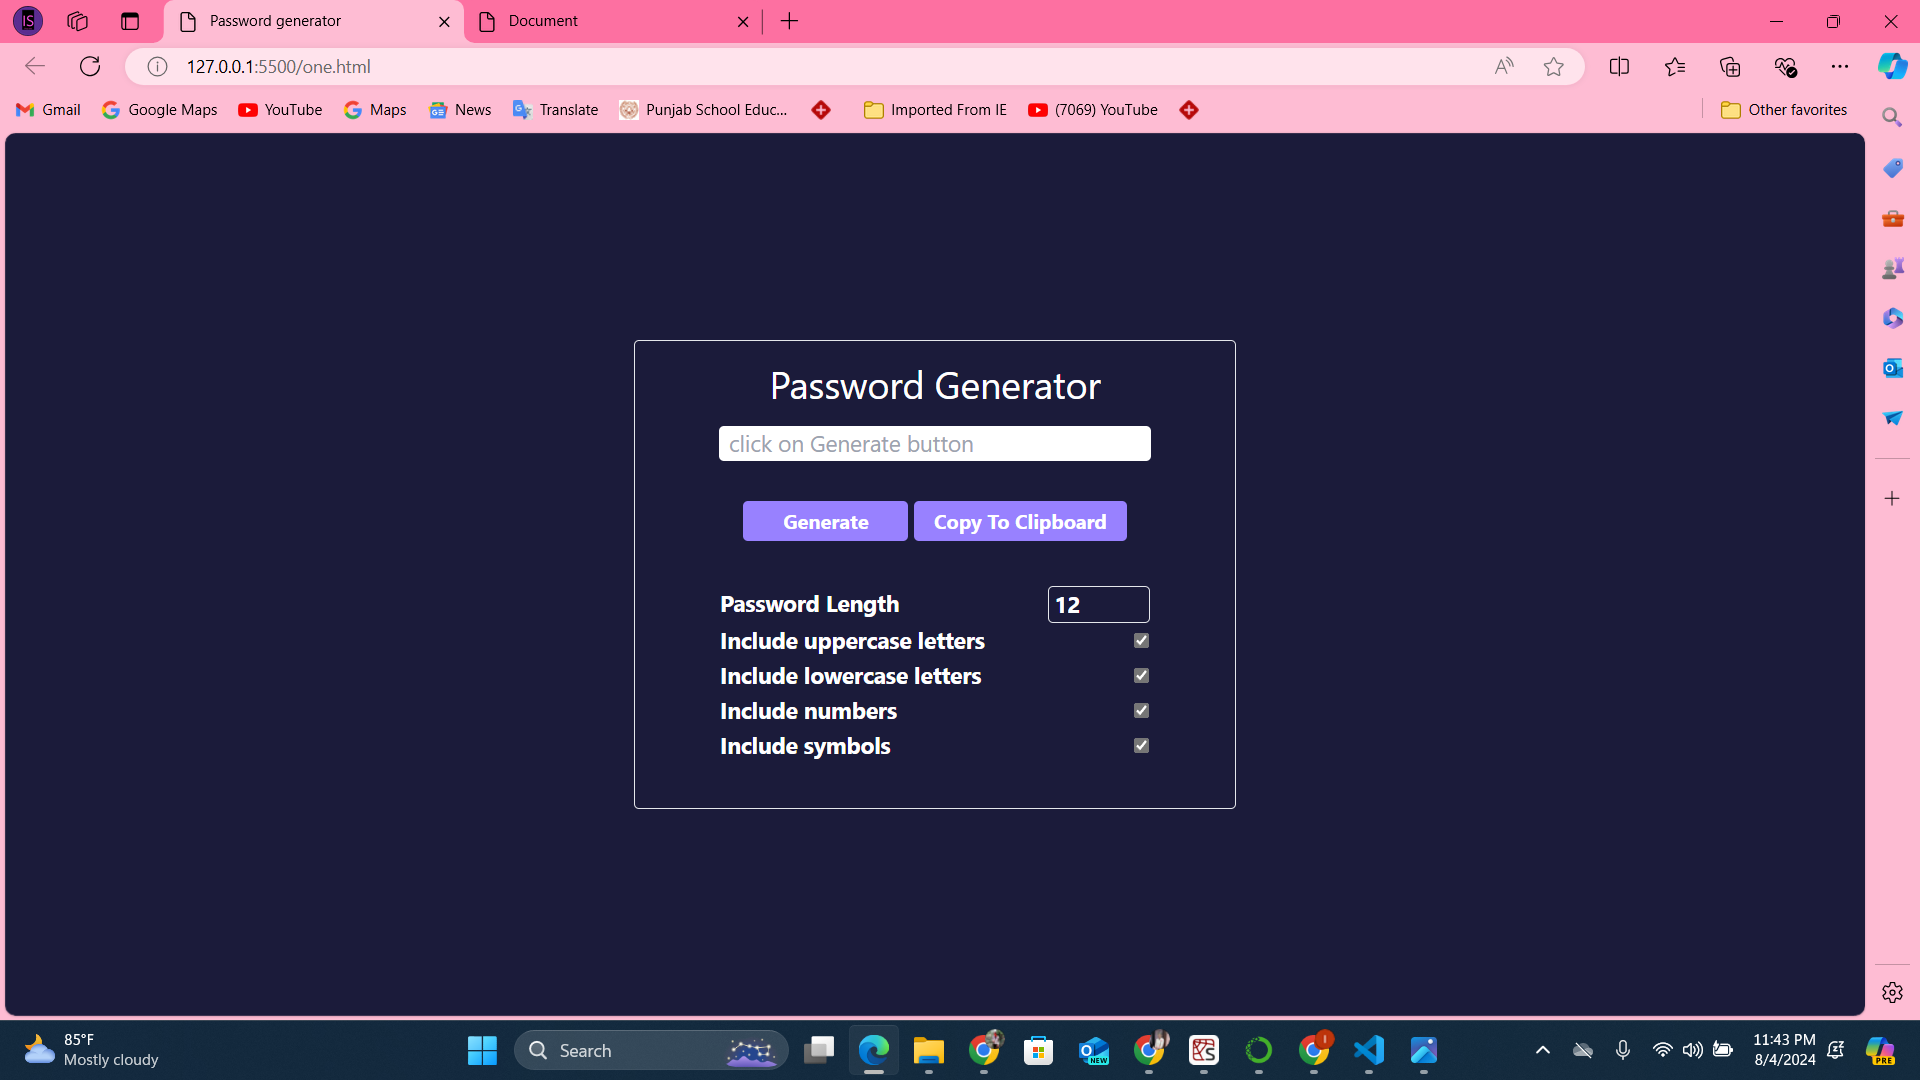 Password generator
Document
127.0.0.1:5500/one.html
Gmail
Google Maps
YouTube
Maps
News
Translate
Punjab School Educ...
Imported From IE
(7069) YouTube
Other favorites
Password Generator
click on Generate button
Generate
Copy To Clipboard
Password Length
12
Include uppercase letters
Include lowercase letters
Include numbers
Include symbols
85°F
Mostly cloudy
Search
NEW
11:43 PM
8/4/2024
PRE